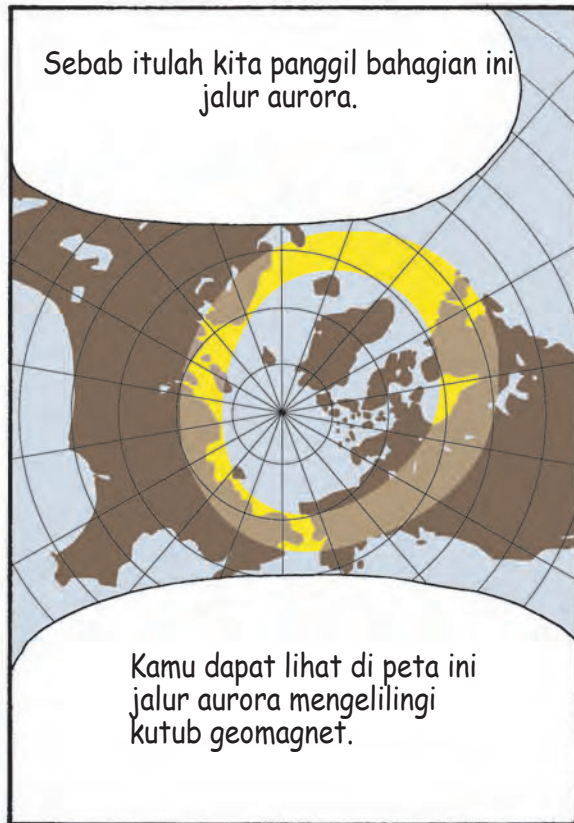 Sebab itulah kita panggil bahagian ini
jalur aurora.
Kamu dapat lihat di peta ini
jalur aurora mengelilingi
kutub geomagnet.